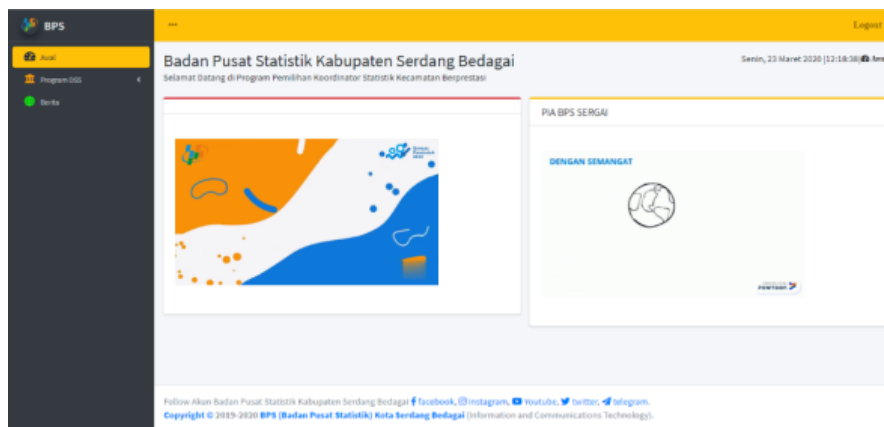 BPS
Logout
Awal
Program DSS
Berita
Badan Pusat Statistik Kabupaten Serdang Bedagai
Selamat Datang di Program Pemilihan Koordinator Statistik Kecamatan Berprestasi
Senin, 23 Maret 2020 |12:18:38|
PIA BPS SERGAI
DENGAN SEMANGAT
POWTOON
Follow Akun Badan Pusat Statistik Kabupaten Serdang Bedagai facebook, instagram, Youtube, twitter, telegram.
Copyright © 2019-2020 BPS (Badan Pusat Statistik) Kota Serdang Bedagai (Information and Communications Technology).